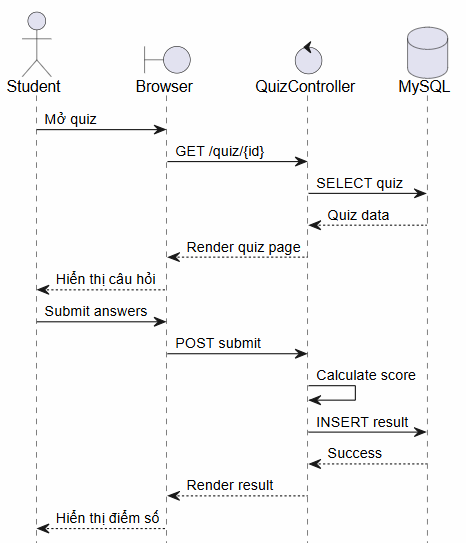 Student
Browser
QuizController
MySQL
Mở quiz
GET /quiz/{id}
SELECT quiz
Quiz data
Render quiz page
Hiển thị câu hỏi
Submit answers
POST submit
Calculate score
INSERT result
Success
Render result
Hiển thị điểm số